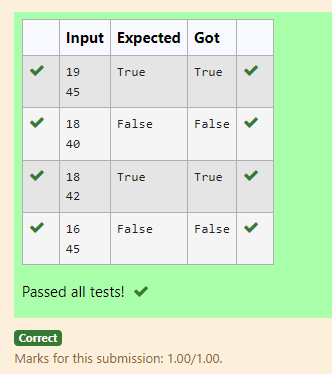 Input Expected Got
19 True True
45
18 False False
40
18 True True
42
16 False False
45
Passed all tests!
Correct
Marks for this submission: 1.00/1.00.